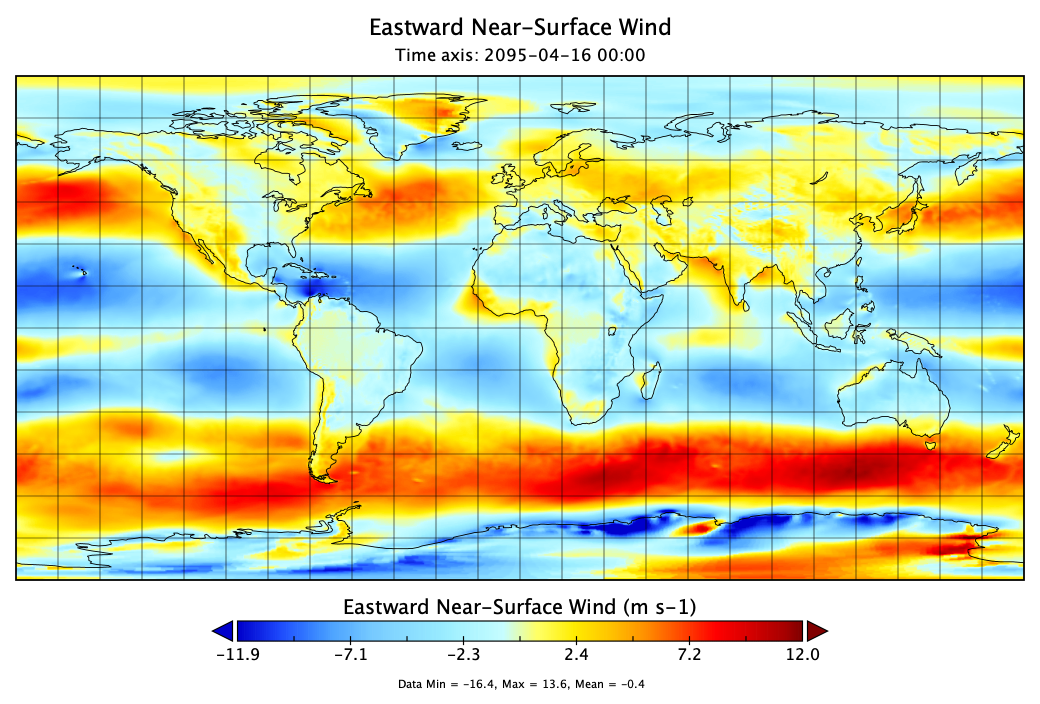 Eastward Near-Surface Wind
Time axis: 2095-04-16 00:00
Eastward Near-Surface Wind (m s-1)
-11.9 -7.1 -2.3 2.4 7.2 12.0
Data Min = -16.4, Max = 13.6, Mean = -0.4